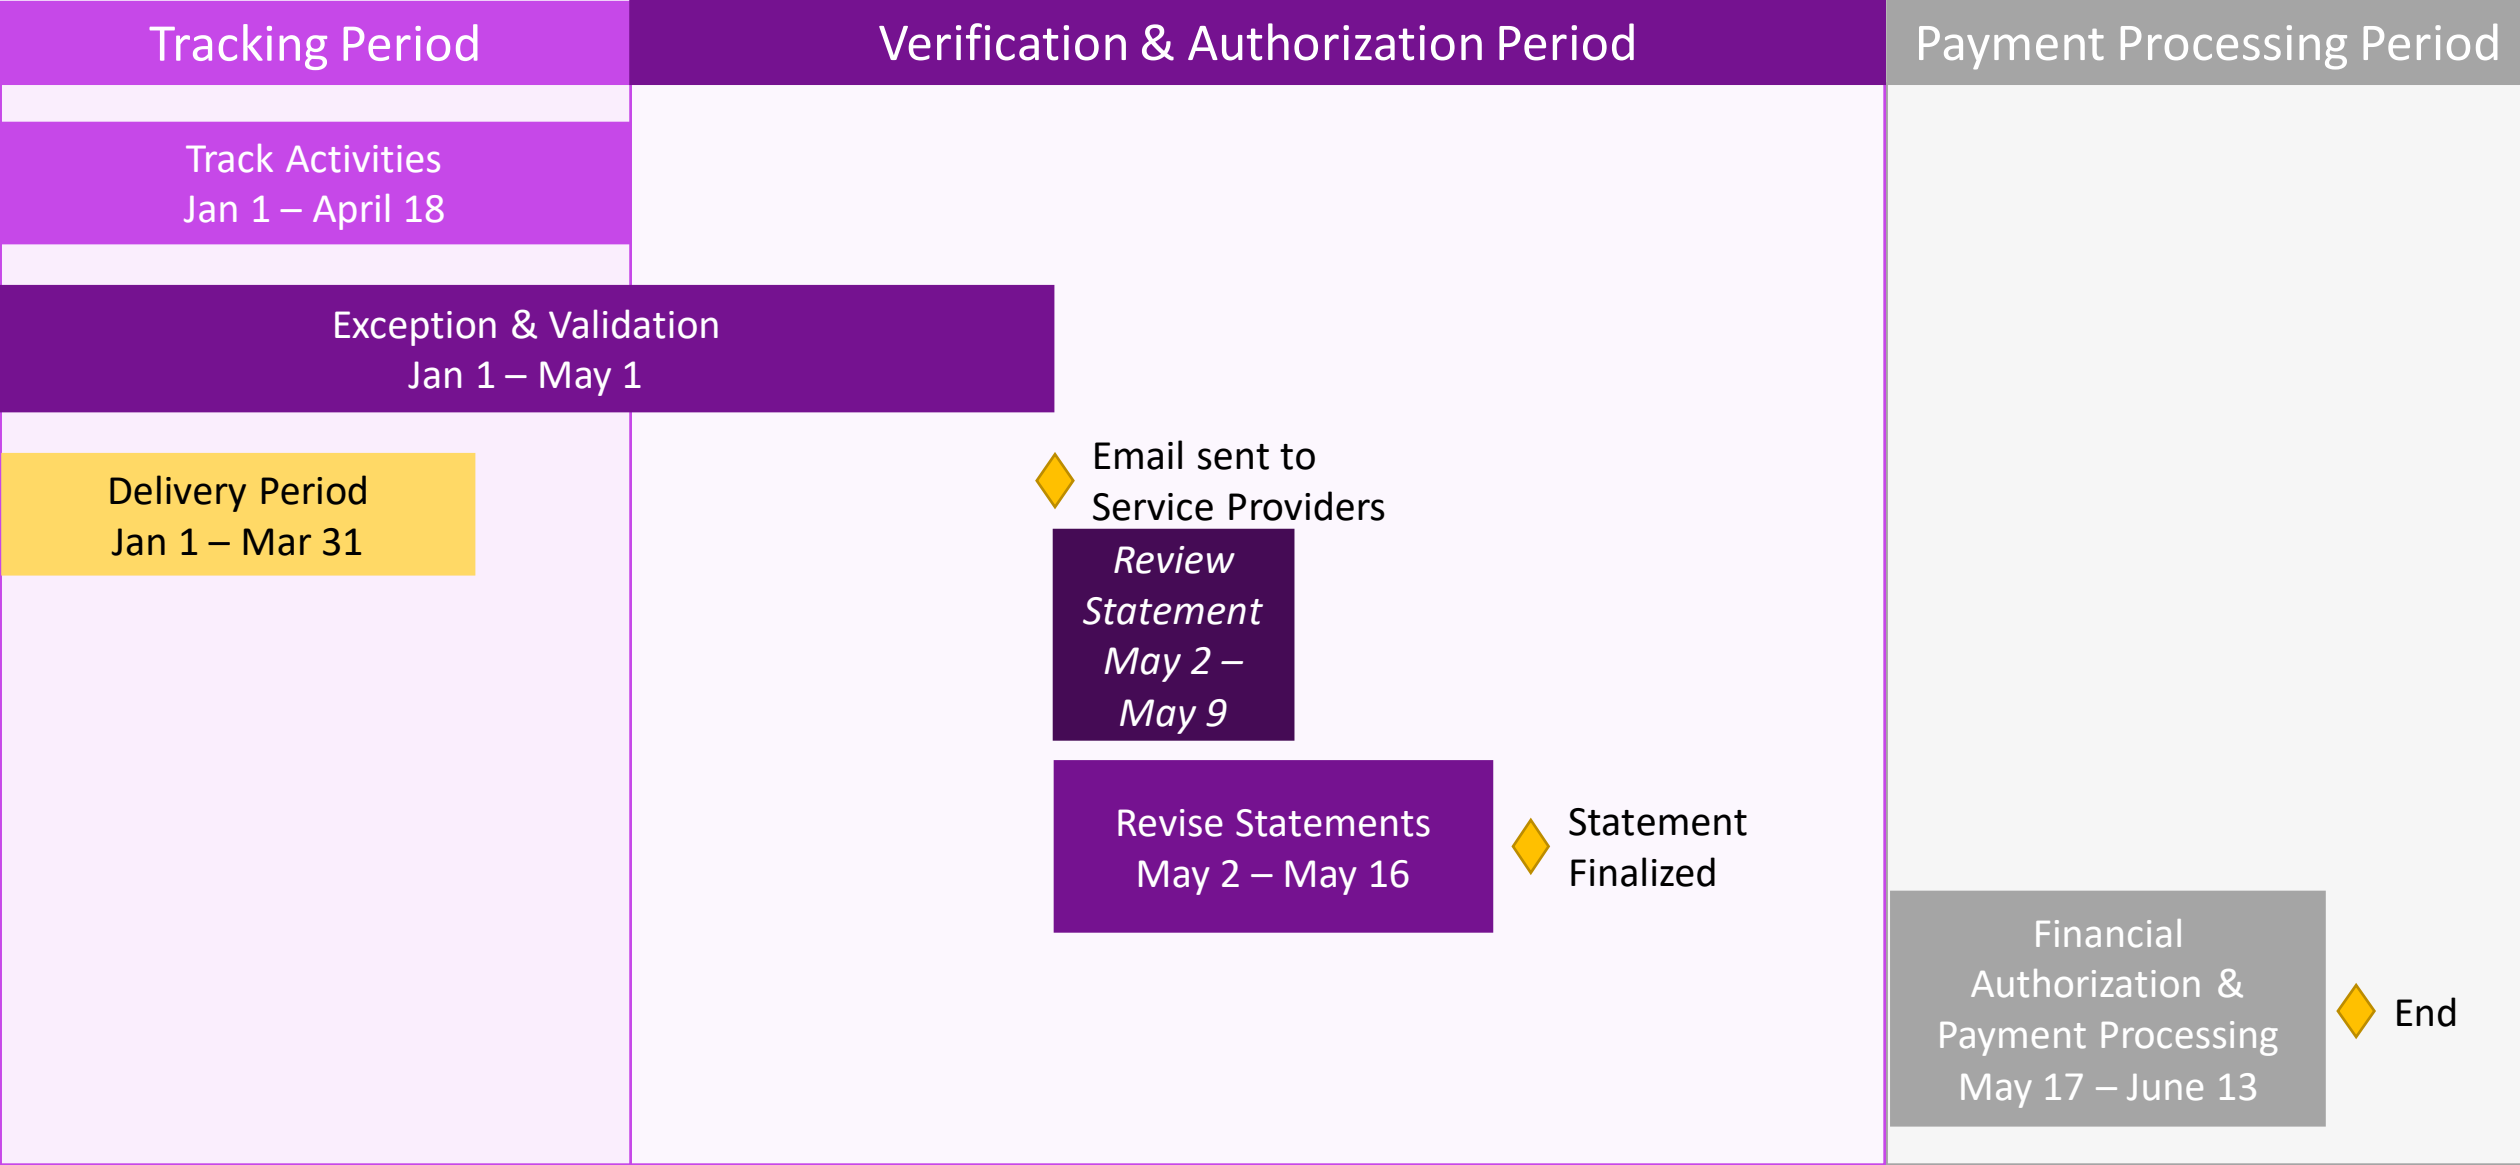 Tracking Period
Verification & Authorization Period
Payment Processing Period
Track Activities
Jan 1 – April 18
Exception & Validation
Jan 1 – May 1
Delivery Period
Jan 1 – Mar 31
Email sent to
Service Providers
Review
Statement
May 2 –
May 9
Revise Statements
May 2 – May 16
Statement
Finalized
Financial
Authorization &
Payment Processing
May 17 – June 13
End